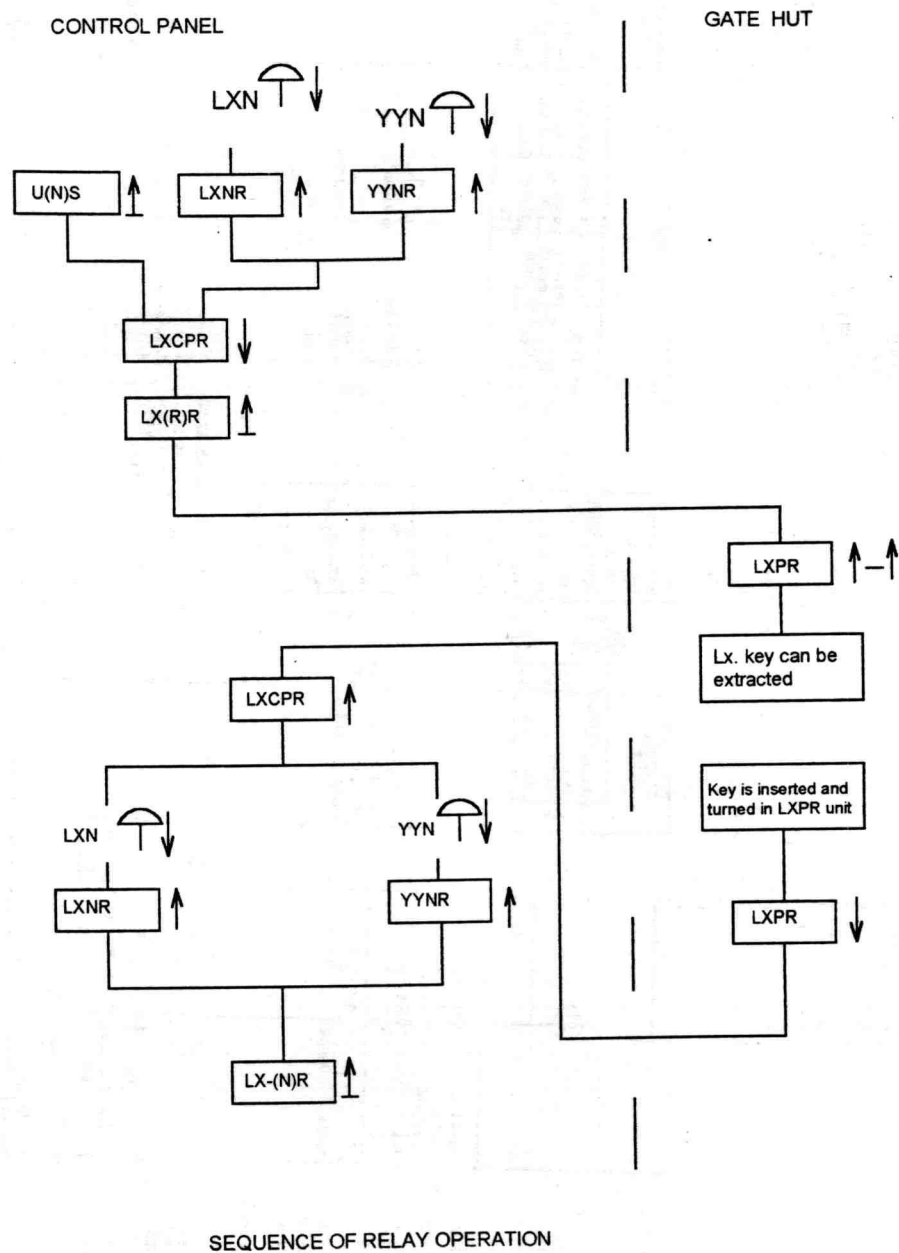 CONTROL PANEL
GATE HUT
LXN
YYN
U(N)S
LXNR
YYNR
LXCPR
LX(R)R
LXPR
Lx. key can be
extracted
LXCPR
Key is inserted and
turned in LXPR unit
LXN
YYN
LXNR
YYNR
LXPR
LX-(N)R
SEQUENCE OF RELAY OPERATION